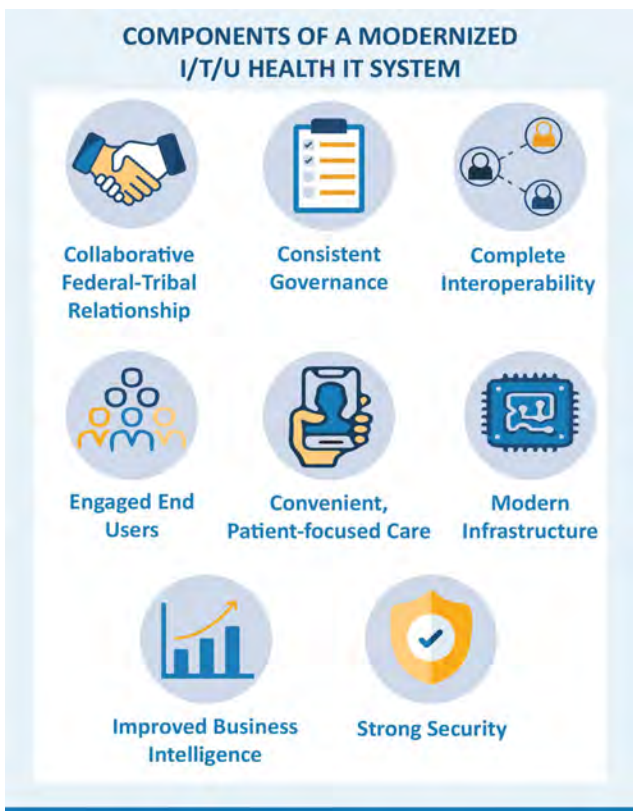 COMPONENTS OF A MODERNIZED
I/T/U HEALTH IT SYSTEM
Collaborative
Federal-Tribal
Relationship
Consistent
Governance
Complete
Interoperability
Engaged End
Users
Convenient,
Patient-focused Care
Modern
Infrastructure
Improved Business
Intelligence
Strong Security